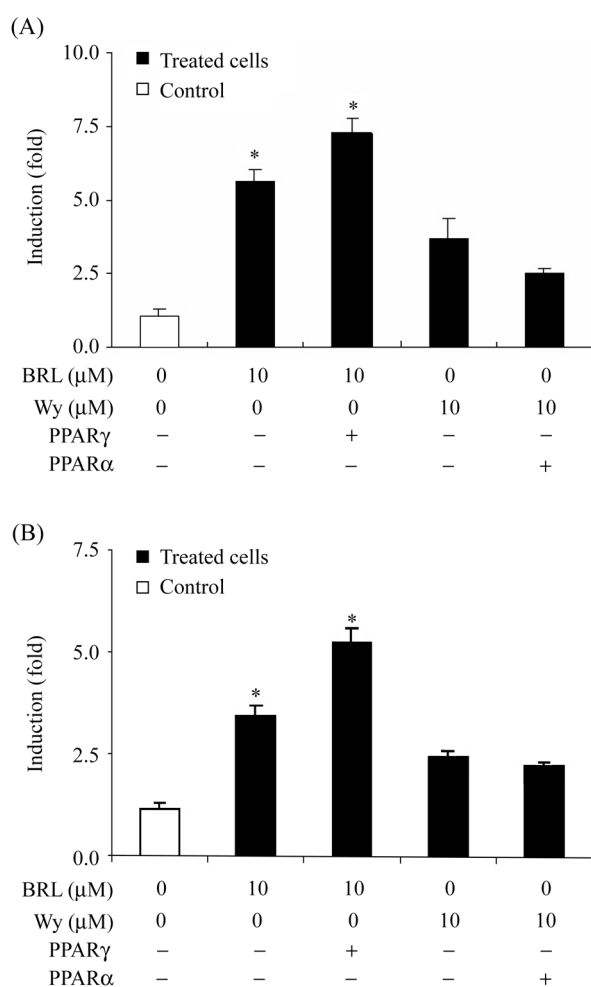 (A)
10.0
7.5
5.0
2.5
0.0
Induction (fold)
Treated cells
Control
*
*
BRL (μM) 0 10 10 0 0
Wy (μM) 0 0 0 10 10
PPARγ – – + – –
PPARα – – – – +
(B)
7.5
5.0
2.5
0.0
Induction (fold)
Treated cells
Control
*
*
BRL (μM) 0 10 10 0 0
Wy (μM) 0 0 0 10 10
PPARγ – – + – –
PPARα – – – – +